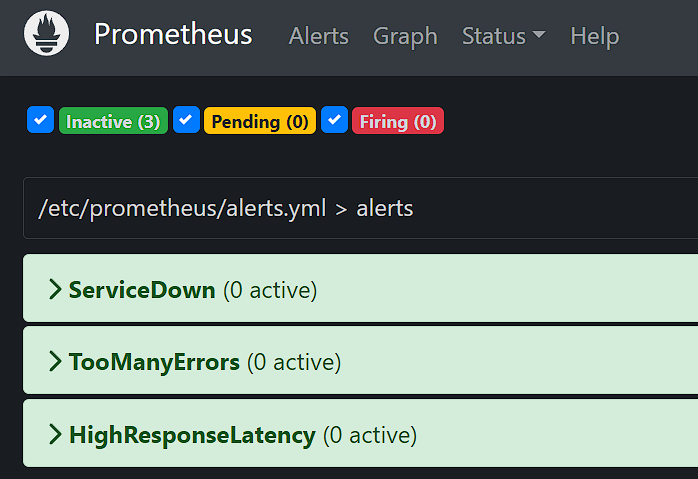 Prometheus Alerts Graph Status Help
Inactive (3) Pending (0) Firing (0)
/etc/prometheus/alerts.yml > alerts
ServiceDown (0 active)
TooManyErrors (0 active)
HighResponseLatency (0 active)